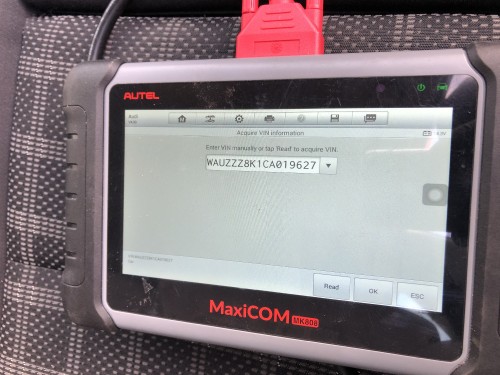 AUTEL
Audi
Acquire VIN information
Enter VIN manually or tap 'Read' to acquire VIN.
WAUZZZ8K1CA019627
Read
OK
ESC
MaxiCOM MK808